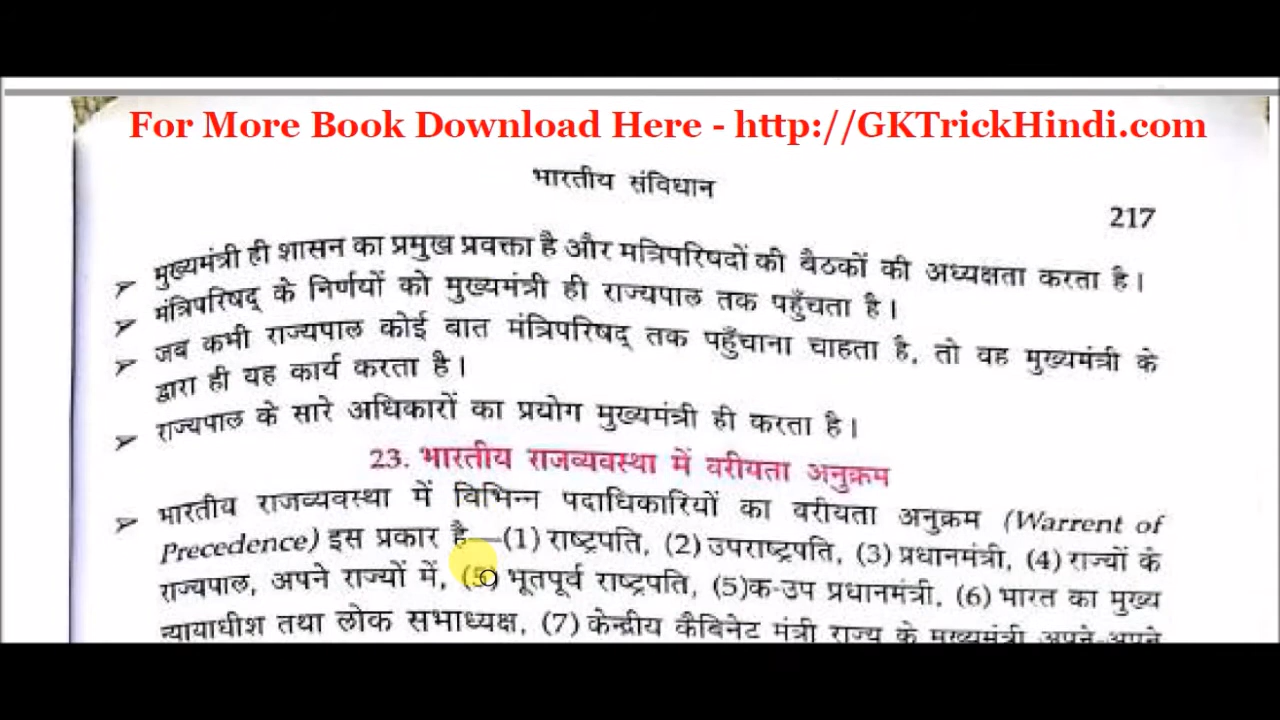 For More Book Download Here - http://GKTrickHindi.com
भारतीय संविधान
217
➤ मुख्यमंत्री ही शासन का प्रमुख प्रवक्ता है और मत्रिपरिषदों की बैठकों की अध्यक्षता करता है।
➤ मंत्रिपरिषद् के निर्णयों को मुख्यमंत्री ही राज्यपाल तक पहुँचता है।
➤ जब कभी राज्यपाल कोई बात मंत्रिपरिषद् तक पहुँचाना चाहता है, तो वह मुख्यमंत्री के
द्वारा ही यह कार्य करता है।
➤ राज्यपाल के सारे अधिकारों का प्रयोग मुख्यमंत्री ही करता है।
23. भारतीय राजव्यवस्था में वरीयता अनुक्रम
➤ भारतीय राजव्यवस्था में विभिन्न पदाधिकारियों का वरीयता अनुक्रम (Warrent of
Precedence) इस प्रकार है—(1) राष्ट्रपति, (2) उपराष्ट्रपति, (3) प्रधानमंत्री, (4) राज्यों के
राज्यपाल, अपने राज्यों में, (5) भूतपूर्व राष्ट्रपति, (5)क-उप प्रधानमंत्री, (6) भारत का मुख्य
न्यायाधीश तथा लोक सभाध्यक्ष, (7) केन्द्रीय कैबिनेट मंत्री राज्य के मुख्यमंत्री अपने-अपने